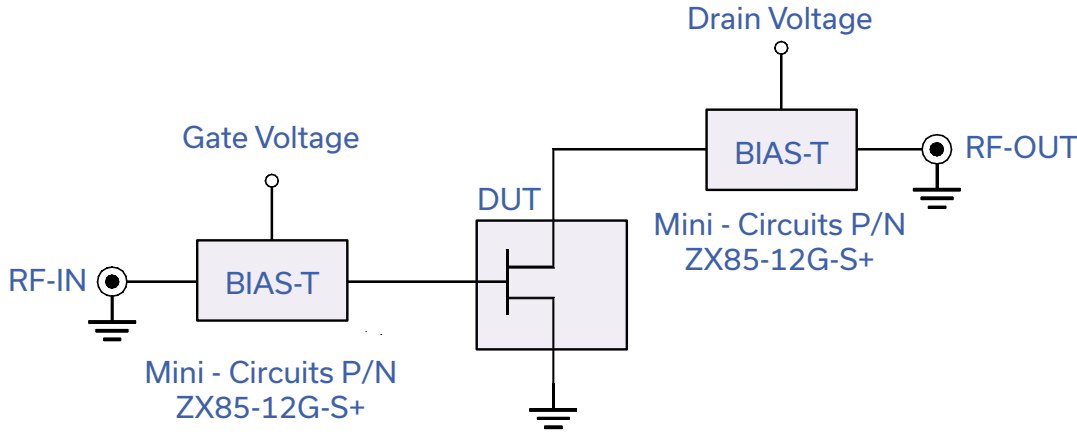 Drain Voltage
Gate Voltage
BIAS-T
RF-OUT
DUT
Mini - Circuits P/N
ZX85-12G-S+
RF-IN
BIAS-T
Mini - Circuits P/N
ZX85-12G-S+